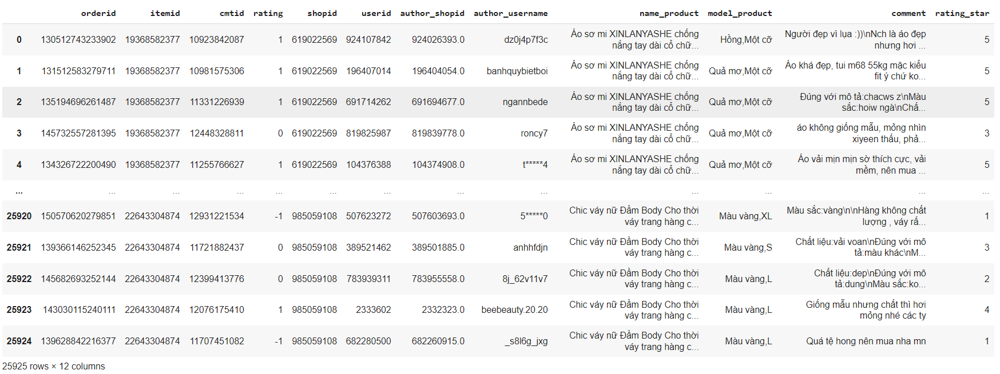 orderid itemid cmtid rating shopid userid author_shopid author_username name_product model_product comment rating_star
0 130512743233902 19368582377 10923842087 1 619022569 924107842 924026393.0 dz0j4p7f3c Áo sơ mi XINLANYASHE chống nắng tay dài cổ chữ... Hồng,Một cỡ Người đẹp vì lụa :))\nNch là áo đẹp nhưng hơi ... 5
1 131512583279711 19368582377 10981575306 1 619022569 196407014 196404054.0 banhquybietboi Áo sơ mi XINLANYASHE chống nắng tay dài cổ chữ... Quả mơ,Một cỡ Áo khá đẹp, tui m68 55kg mặc kiểu fit ý chứ ko... 5
2 135194696261487 19368582377 11331226939 1 619022569 691714262 691694677.0 ngannbede Áo sơ mi XINLANYASHE chống nắng tay dài cổ chữ... Quả mơ,Một cỡ Đúng với mô tả:chacws z\nMàu sắc:hoiw ngà\nChấ... 5
3 145732557281395 19368582377 12448328811 0 619022569 819825987 819839778.0 roncy7 Áo sơ mi XINLANYASHE chống nắng tay dài cổ chữ... Quả mơ,Một cỡ áo không giống mẫu, mỏng nhìn xiyeen thấu, phả... 3
4 134326722200490 19368582377 11255766627 1 619022569 104376388 104374908.0 t*****4 Áo sơ mi XINLANYASHE chống nắng tay dài cổ chữ... Quả mơ,Một cỡ Áo vải mịn mịn sờ thích cực, vải mềm, nên mua ... 5
... ... ... ... ... ... ... ... ... ... ... ... ...
25920 150570620279851 22643304874 12931221534 -1 985059108 507623272 507603693.0 5*****0 Chic váy nữ Đầm Body Cho thời váy trang hàng c... Màu vàng,XL Màu sắc:vàng\n\nHàng không chất lượng , váy rấ... 1
25921 139366146252345 22643304874 11721882437 0 985059108 389521462 389501885.0 anhhfdjn Chic váy nữ Đầm Body Cho thời váy trang hàng c... Màu vàng,S Chất liệu:vải voan\nĐúng với mô tả:màu khác\nM... 3
25922 145682693252144 22643304874 12399413776 0 985059108 783939311 783955558.0 8j_62v11v7 Chic váy nữ Đầm Body Cho thời váy trang hàng c... Màu vàng,L Chất liệu:dep\nĐúng với mô tả:dung\nMàu sắc:ko... 2
25923 143030115240111 22643304874 12076175410 1 985059108 2333602 2332323.0 beebeauty.20.20 Chic váy nữ Đầm Body Cho thời váy trang hàng c... Màu vàng,L Giống mẫu nhưng chất thì hơi mỏng nhé các ty 4
25924 139628842216377 22643304874 11707451082 -1 985059108 682280500 682260915.0 _s8l6g_jxg Chic váy nữ Đầm Body Cho thời váy trang hàng c... Màu vàng,L Quá tệ hong nên mua nha mn 1
25925 rows × 12 columns